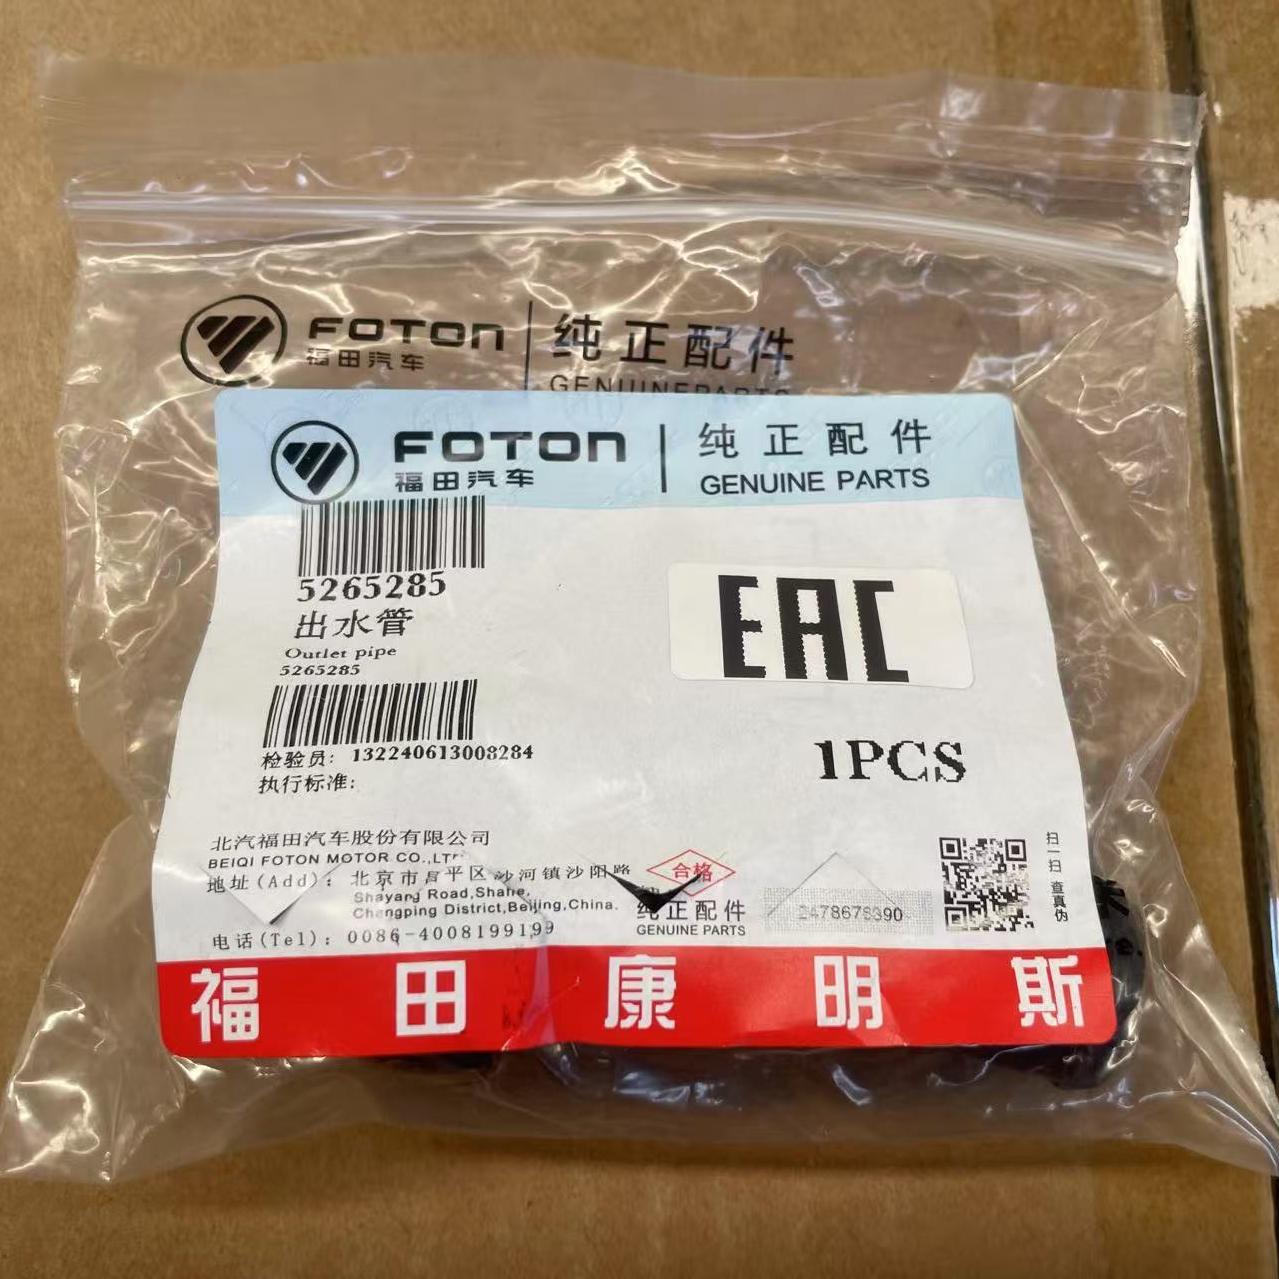 FOTON 纯正配件
福田汽车 GENUINEPARTS
FOTON 纯正配件
福田汽车 GENUINE PARTS
5265285
出水管
Outlet pipe
5265285
EAC
检验员: 132240613008284
执行标准:
1PCS
北汽福田汽车股份有限公司
BEIQI FOTON MOTOR CO.,LTD
地址(Add): 北京市昌平区沙河镇沙阳路
Shayang Road,Shahe,
Changping District,Beijing,China.
电话(Tel): 0086-4008199199
合格
纯正配件
GENUINE PARTS
2478676390
扫一扫 查真伪
福田康明斯